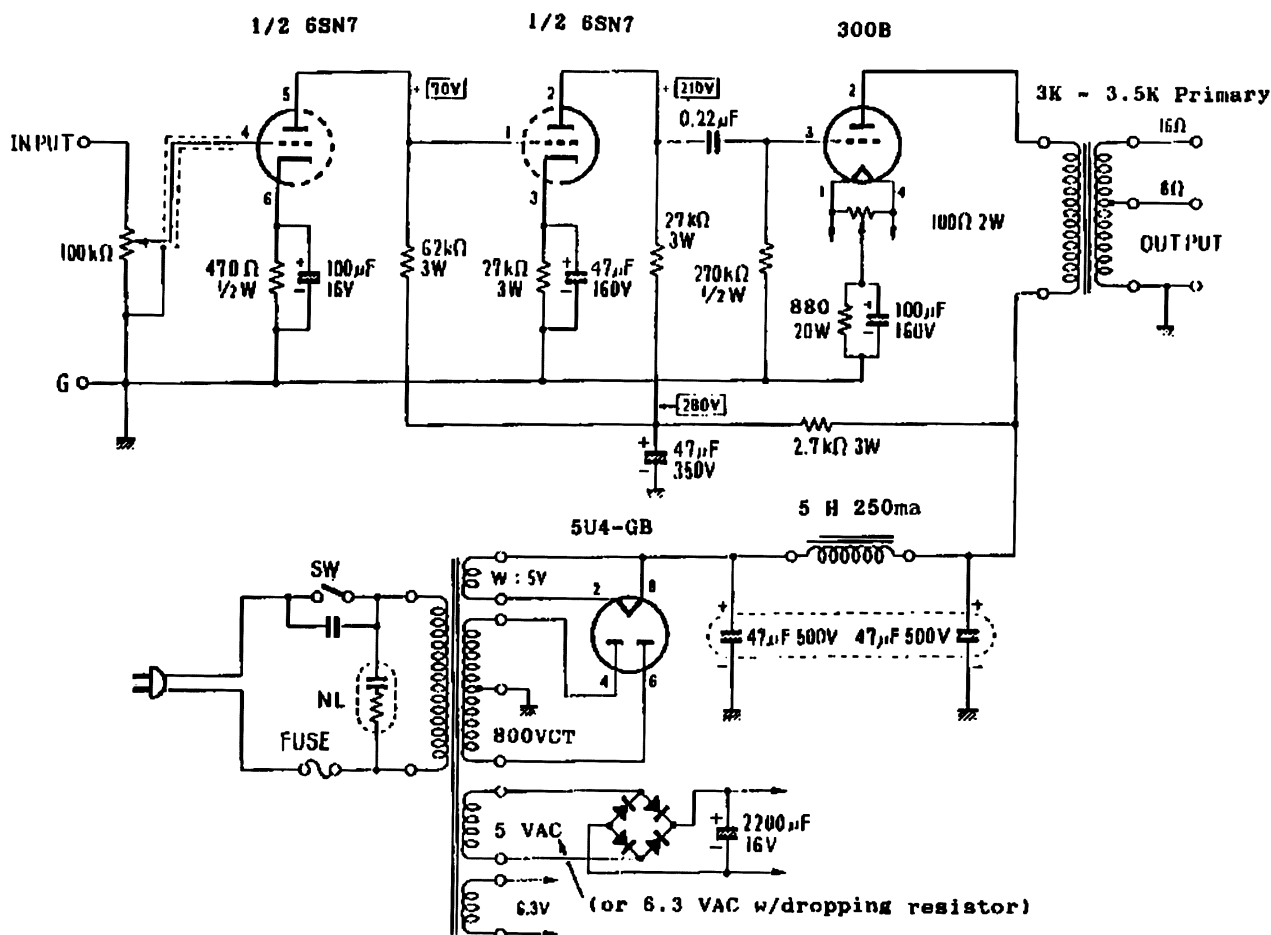 1/2 6SN7
1/2 6SN7
300B
5
+ 70V
2
+ 210V
2
3K ~ 3.5K Primary
0.22µF
16Ω
INPUT
4
1
3
8Ω
6
3
1
4
100Ω 2W
OUTPUT
100kΩ
470Ω
1/2W
+
-
100µF
16V
62kΩ
3W
27kΩ
3W
+
-
47µF
160V
27kΩ
3W
270kΩ
1/2W
880
20W
+
-
100µF
160V
G
280V
2.7kΩ 3W
+
-
47µF
350V
5 H 250ma
5U4-GB
SW
W : 5V
2
8
+
-
47µF 500V
47µF 500V
+
-
4
6
NL
FUSE
800VCT
5 VAC
+
-
2200µF
16V
6.3V
(or 6.3 VAC w/dropping resistor)